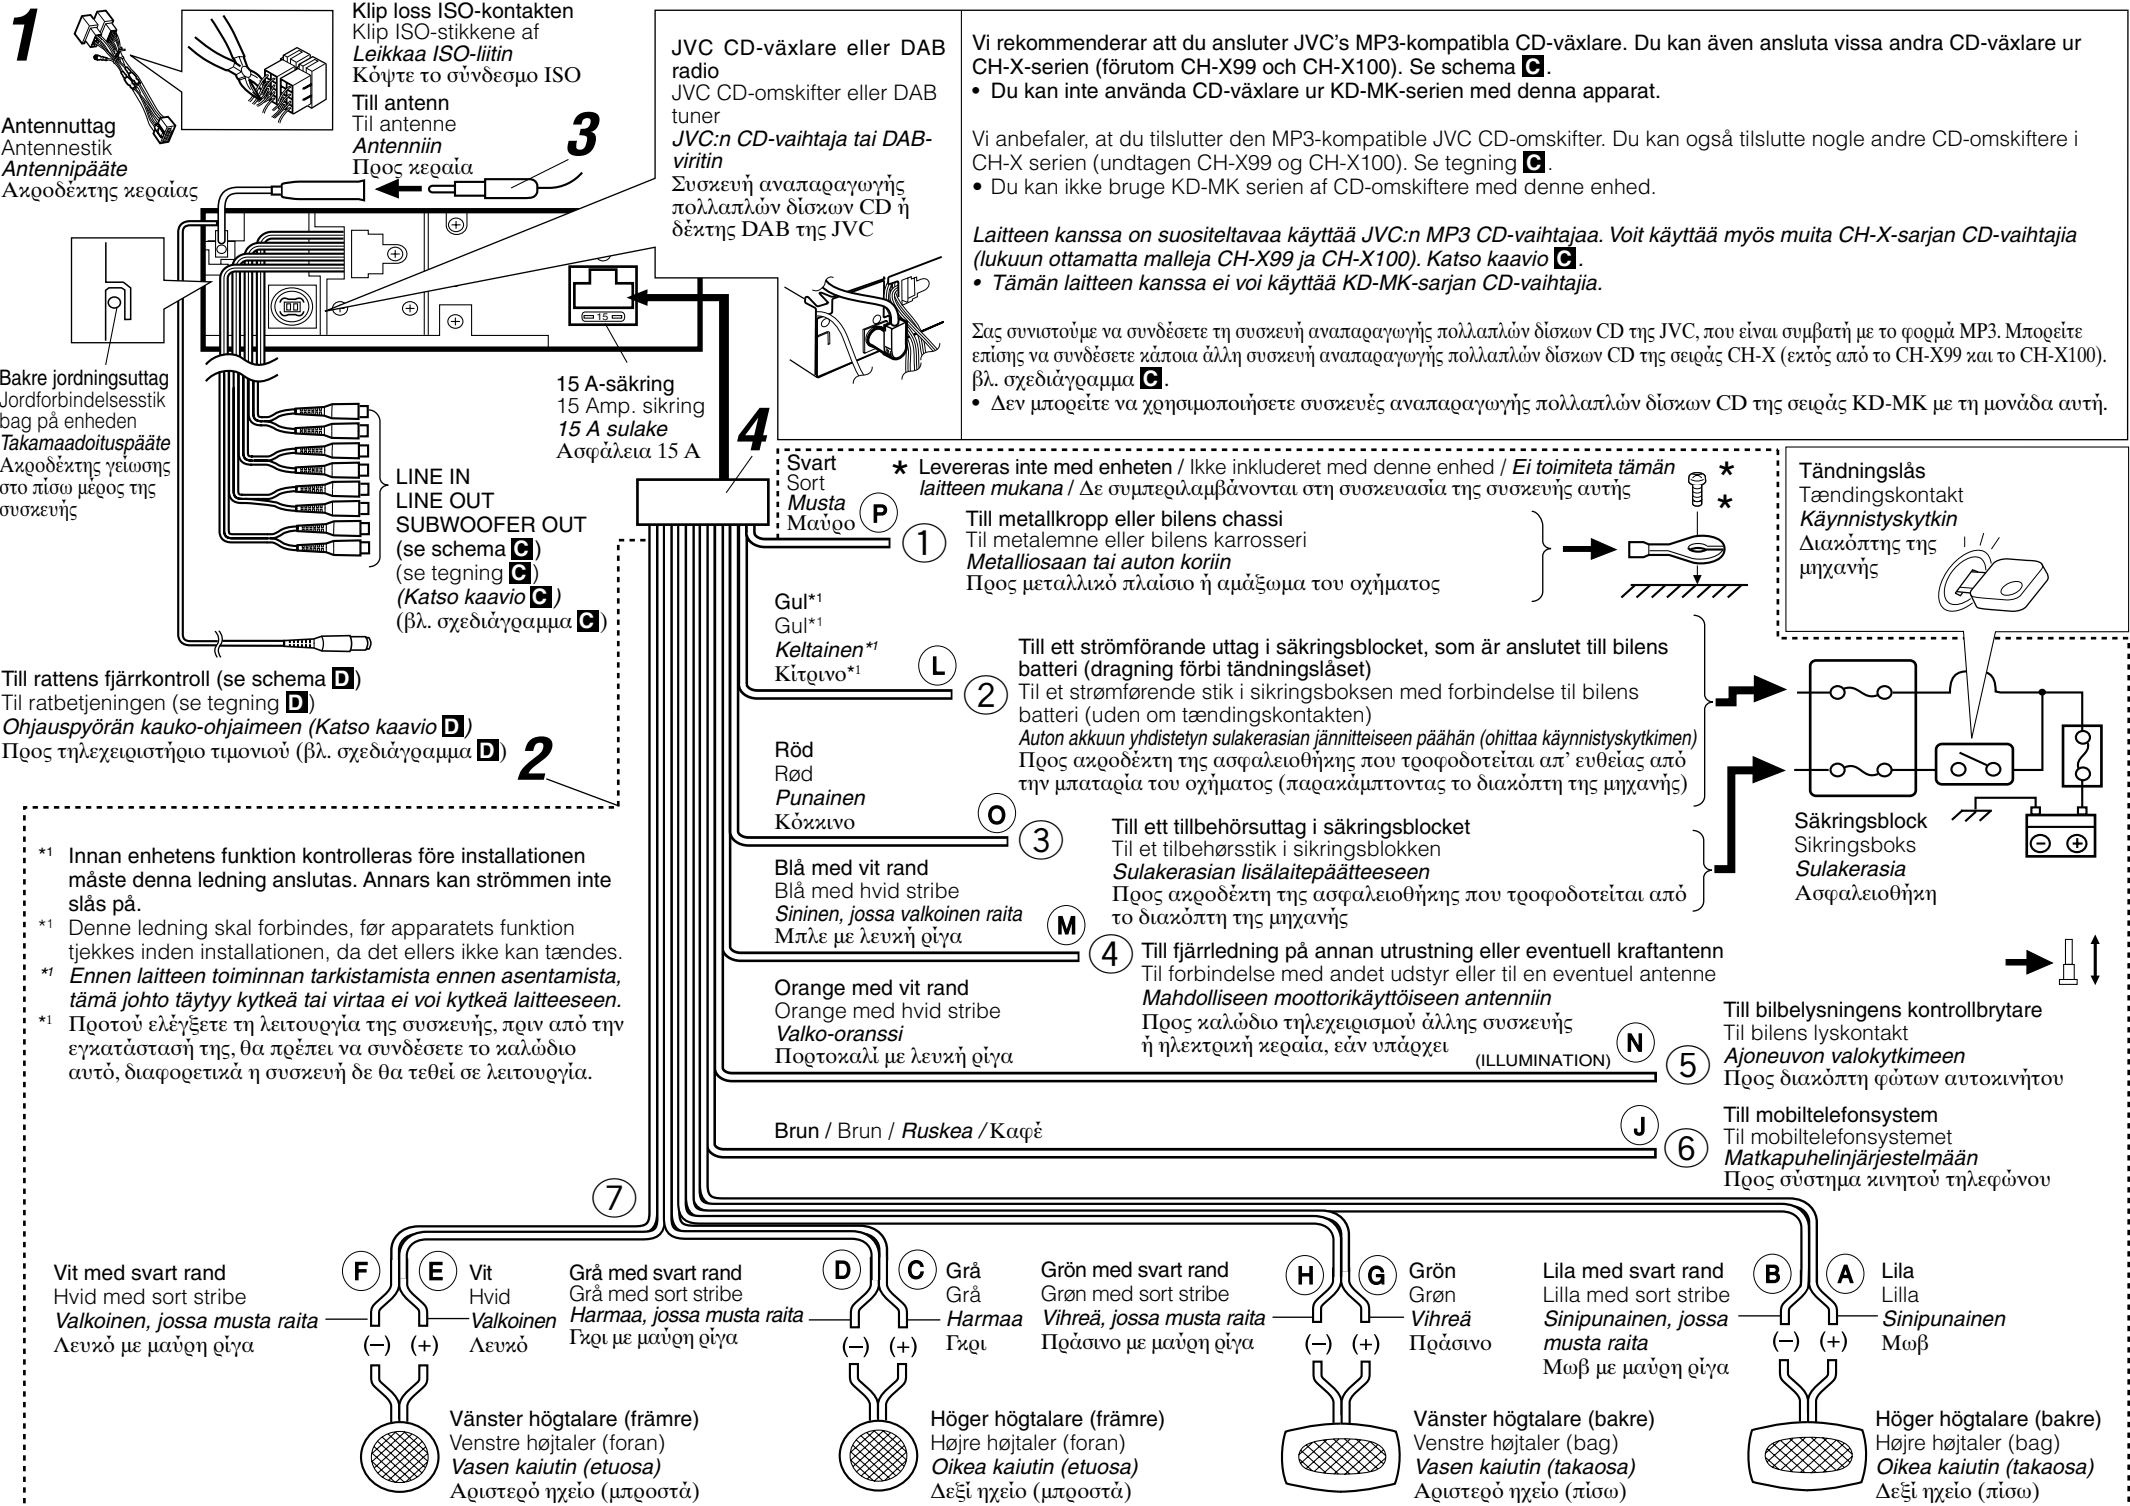 1
Klip loss ISO-kontakten
Klip ISO-stikkene af
Leikkaa ISO-liitin
Κόψτε το σύνδεσμο ISO
Till antenn
Til antenne
Antenniin
Προς κεραία
3
Antennuttag
Antennestik
Antennipääte
Ακροδέκτης κεραίας
JVC CD-växlare eller DAB
radio
JVC CD-omskifter eller DAB
tuner
JVC:n CD-vaihtaja tai DAB-
viritin
Συσκευή αναπαραγωγής
πολλαπλών δίσκων CD ή
δέκτης DAB της JVC
Vi rekommenderar att du ansluter JVC's MP3-kompatibla CD-växlare. Du kan även ansluta vissa andra CD-växlare ur
CH-X-serien (förutom CH-X99 och CH-X100). Se schema C.
• Du kan inte använda CD-växlare ur KD-MK-serien med denna apparat.
Vi anbefaler, at du tilslutter den MP3-kompatible JVC CD-omskifter. Du kan også tilslutte nogle andre CD-omskiftere i
CH-X serien (undtagen CH-X99 og CH-X100). Se tegning C.
• Du kan ikke bruge KD-MK serien af CD-omskiftere med denne enhed.
Laitteen kanssa on suositeltavaa käyttää JVC:n MP3 CD-vaihtajaa. Voit käyttää myös muita CH-X-sarjan CD-vaihtajia
(lukuun ottamatta malleja CH-X99 ja CH-X100). Katso kaavio C.
• Tämän laitteen kanssa ei voi käyttää KD-MK-sarjan CD-vaihtajia.
Σας συνιστούμε να συνδέσετε τη συσκευή αναπαραγωγής πολλαπλών δίσκων CD της JVC, που είναι συμβατή με το φορμά MP3. Μπορείτε
επίσης να συνδέσετε κάποια άλλη συσκευή αναπαραγωγής πολλαπλών δίσκων CD της σειράς CH-X (εκτός από το CH-X99 και το CH-X100).
βλ. σχεδιάγραμμα C.
• Δεν μπορείτε να χρησιμοποιήσετε συσκευές αναπαραγωγής πολλαπλών δίσκων CD της σειράς KD-MK με τη μονάδα αυτή.
15
Bakre jordningsuttag
Jordforbindelsesstik
bag på enheden
Takamaadoituspääte
Ακροδέκτης γείωσης
στο πίσω μέρος της
συσκευής
15 A-säkring
15 Amp. sikring
15 A sulake
Ασφάλεια 15 A
4
LINE IN
LINE OUT
SUBWOOFER OUT
(se schema C)
(se tegning C)
(Katso kaavio C)
(βλ. σχεδιάγραμμα C)
Svart
Sort
Musta
Μαύρο
P
* Levereras inte med enheten / Ikke inkluderet med denne enhed / Ei toimiteta tämän
laitteen mukana / Δε συμπεριλαμβάνονται στη συσκευασία της συσκευής αυτής
*
*
1
Till metallkropp eller bilens chassi
Til metalemne eller bilens karrosseri
Metalliosaan tai auton koriin
Προς μεταλλικό πλαίσιο ή αμάξωμα του οχήματος
Tändningslås
Tændingskontakt
Käynnistyskytkin
Διακόπτης της
μηχανής
Gul*1
Gul*1
Keltainen*1
Κίτρινο*1
L
2
Till ett strömförande uttag i säkringsblocket, som är anslutet till bilens
batteri (dragning förbi tändningslåset)
Til et strømførende stik i sikringsboksen med forbindelse til bilens
batteri (uden om tændingskontakten)
Auton akkuun yhdistetyn sulakerasian jännitteiseen päähän (ohittaa käynnistyskytkimen)
Προς ακροδέκτη της ασφαλειοθήκης που τροφοδοτείται απ' ευθείας από
την μπαταρία του οχήματος (παρακάμπτοντας το διακόπτη της μηχανής)
Till rattens fjärrkontroll (se schema D)
Til ratbetjeningen (se tegning D)
Ohjauspyörän kauko-ohjaimeen (Katso kaavio D)
Προς τηλεχειριστήριο τιμονιού (βλ. σχεδιάγραμμα D)
2
Röd
Rød
Punainen
Κόκκινο
O
3
Till ett tillbehörsuttag i säkringsblocket
Til et tilbehørsstik i sikringsblokken
Sulakerasian lisälaitepäätteeseen
Προς ακροδέκτη της ασφαλειοθήκης που τροφοδοτείται από
το διακόπτη της μηχανής
Säkringsblock
Sikringsboks
Sulakerasia
Ασφαλειοθήκη
*1 Innan enhetens funktion kontrolleras före installationen
måste denna ledning anslutas. Annars kan strömmen inte
slås på.
*1 Denne ledning skal forbindes, før apparatets funktion
tjekkes inden installationen, da det ellers ikke kan tændes.
*1 Ennen laitteen toiminnan tarkistamista ennen asentamista,
tämä johto täytyy kytkeä tai virtaa ei voi kytkeä laitteeseen.
*1 Προτού ελέγξετε τη λειτουργία της συσκευής, πριν από την
εγκατάστασή της, θα πρέπει να συνδέσετε το καλώδιο
αυτό, διαφορετικά η συσκευή δε θα τεθεί σε λειτουργία.
Blå med vit rand
Blå med hvid stribe
Sininen, jossa valkoinen raita
Μπλε με λευκή ρίγα
M
4
Till fjärrledning på annan utrustning eller eventuell kraftantenn
Til forbindelse med andet udstyr eller til en eventuel antenne
Mahdolliseen moottorikäyttöiseen antenniin
Προς καλώδιο τηλεχειρισμού άλλης συσκευής
ή ηλεκτρική κεραία, εάν υπάρχει
Orange med vit rand
Orange med hvid stribe
Valko-oranssi
Πορτοκαλί με λευκή ρίγα
(ILLUMINATION)
N
5
Till bilbelysningens kontrollbrytare
Til bilens lyskontakt
Ajoneuvon valokytkimeen
Προς διακόπτη φώτων αυτοκινήτου
Brun / Brun / Ruskea / Καφέ
J
6
Till mobiltelefonsystem
Til mobiltelefonsystemet
Matkapuhelinjärjestelmään
Προς σύστημα κινητού τηλεφώνου
7
Vit med svart rand
Hvid med sort stribe
Valkoinen, jossa musta raita
Λευκό με μαύρη ρίγα
F
E
Vit
Hvid
Valkoinen
Λευκό
(–) (+)
Vänster högtalare (främre)
Venstre højtaler (foran)
Vasen kaiutin (etuosa)
Αριστερό ηχείο (μπροστά)
Grå med svart rand
Grå med sort stribe
Harmaa, jossa musta raita
Γκρι με μαύρη ρίγα
D
C
Grå
Grå
Harmaa
Γκρι
(–) (+)
Höger högtalare (främre)
Højre højtaler (foran)
Oikea kaiutin (etuosa)
Δεξί ηχείο (μπροστά)
Grön med svart rand
Grøn med sort stribe
Vihreä, jossa musta raita
Πράσινο με μαύρη ρίγα
H
G
Grön
Grøn
Vihreä
Πράσινο
(–) (+)
Vänster högtalare (bakre)
Venstre højtaler (bag)
Vasen kaiutin (takaosa)
Αριστερό ηχείο (πίσω)
Lila med svart rand
Lilla med sort stribe
Sinipunainen, jossa
musta raita
Μωβ με μαύρη ρίγα
B
A
Lila
Lilla
Sinipunainen
Μωβ
(–) (+)
Höger högtalare (bakre)
Højre højtaler (bag)
Oikea kaiutin (takaosa)
Δεξί ηχείο (πίσω)